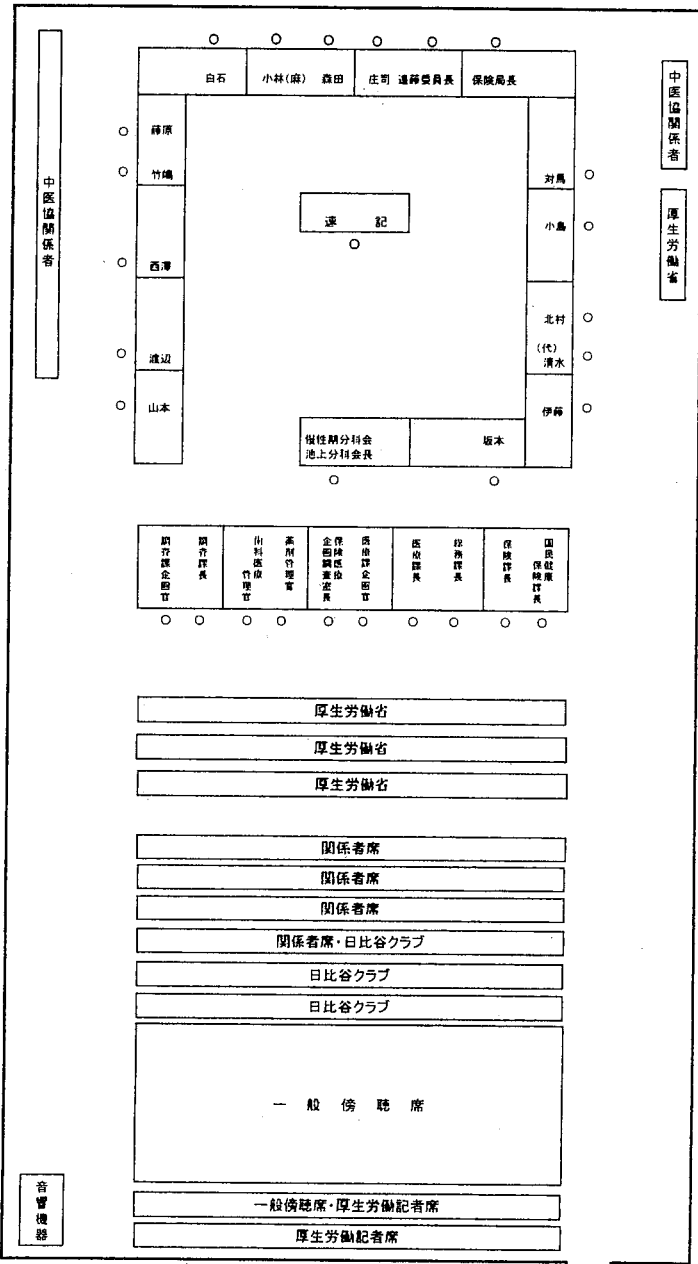 白石 小林(麻) 森田 庄司 遠藤委員長 保険局長
中医協関係者
中医協関係者
厚生労働省
藤原
竹嶋
西澤
渡辺
山本
対馬
小島
北村
(代)
清水
伊藤
速記
慢性期分科会
池上分科会長
坂本
調査課企画官
調査課長
歯科医療
管理官
薬剤管理官
保険医療
企画調査室長
医療課企画官
医療課長
総務課長
保険課長
国民健康
保険課長
厚生労働省
厚生労働省
厚生労働省
関係者席
関係者席
関係者席
関係者席・日比谷クラブ
日比谷クラブ
日比谷クラブ
一般傍聴席
音響機器
一般傍聴席・厚生労働記者席
厚生労働記者席